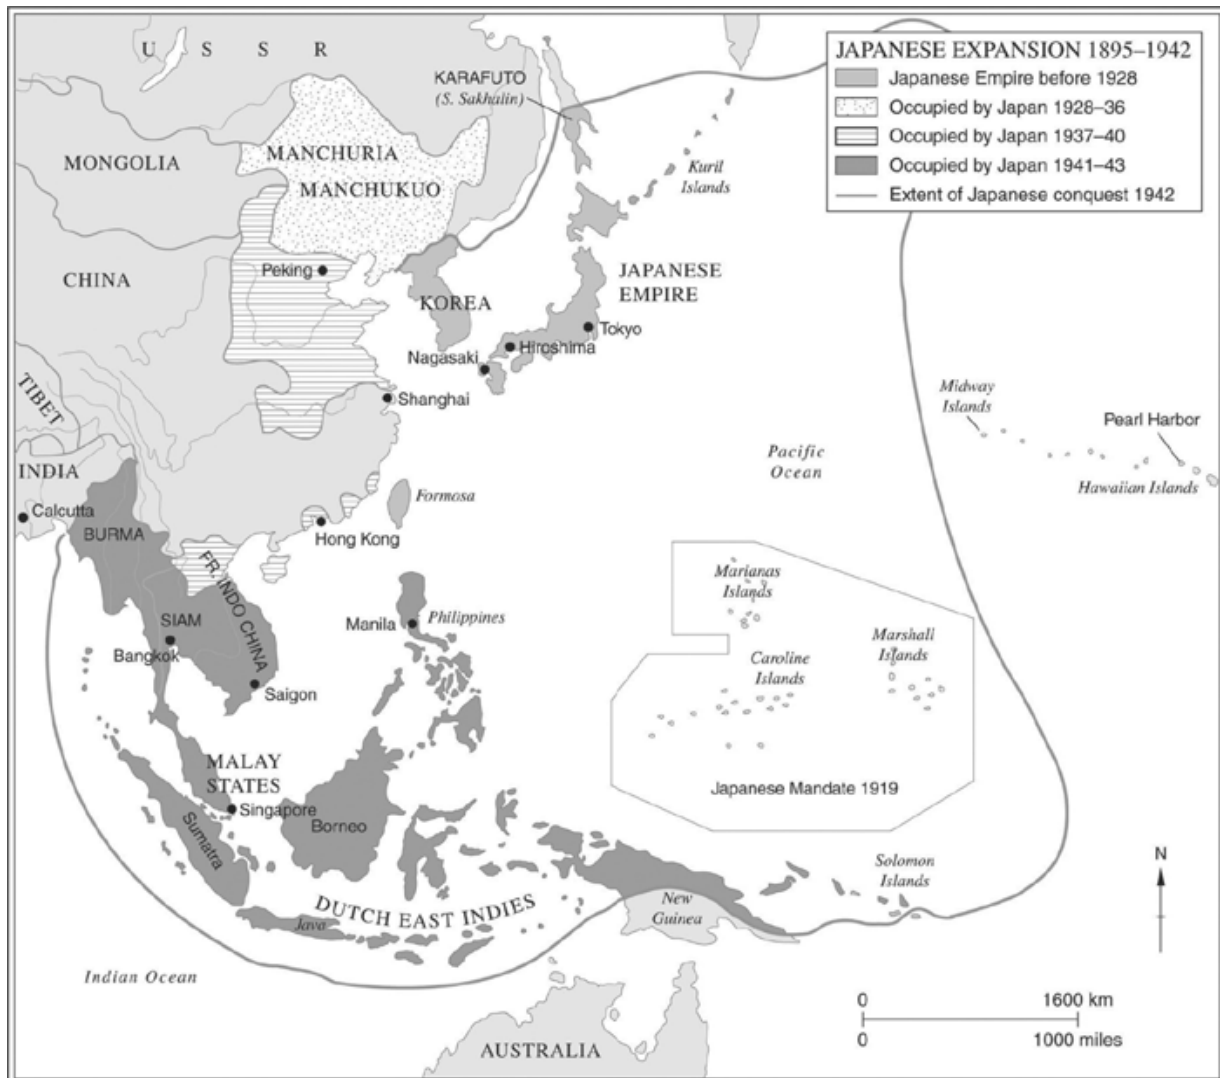 JAPANESE EXPANSION 1895–1942
Japanese Empire before 1928
Occupied by Japan 1928–36
Occupied by Japan 1937–40
Occupied by Japan 1941–43
Extent of Japanese conquest 1942
U S S R
KARAFUTO
(S. Sakhalin)
MONGOLIA
MANCHURIA
MANCHUKUO
Kuril
Islands
CHINA
Peking
KOREA
JAPANESE
EMPIRE
Tokyo
Hiroshima
Nagasaki
Shanghai
TIBET
INDIA
Calcutta
BURMA
Formosa
Hong Kong
FR. INDO CHINA
SIAM
Bangkok
Saigon
Manila
Philippines
Pacific
Ocean
Midway
Islands
Pearl Harbor
Hawaiian Islands
Marianas
Islands
Marshall
Islands
Caroline
Islands
Japanese Mandate 1919
MALAY
STATES
Singapore
Sumatra
Borneo
DUTCH EAST INDIES
Java
New
Guinea
Solomon
Islands
Indian Ocean
AUSTRALIA
N
0 1600 km
0 1000 miles